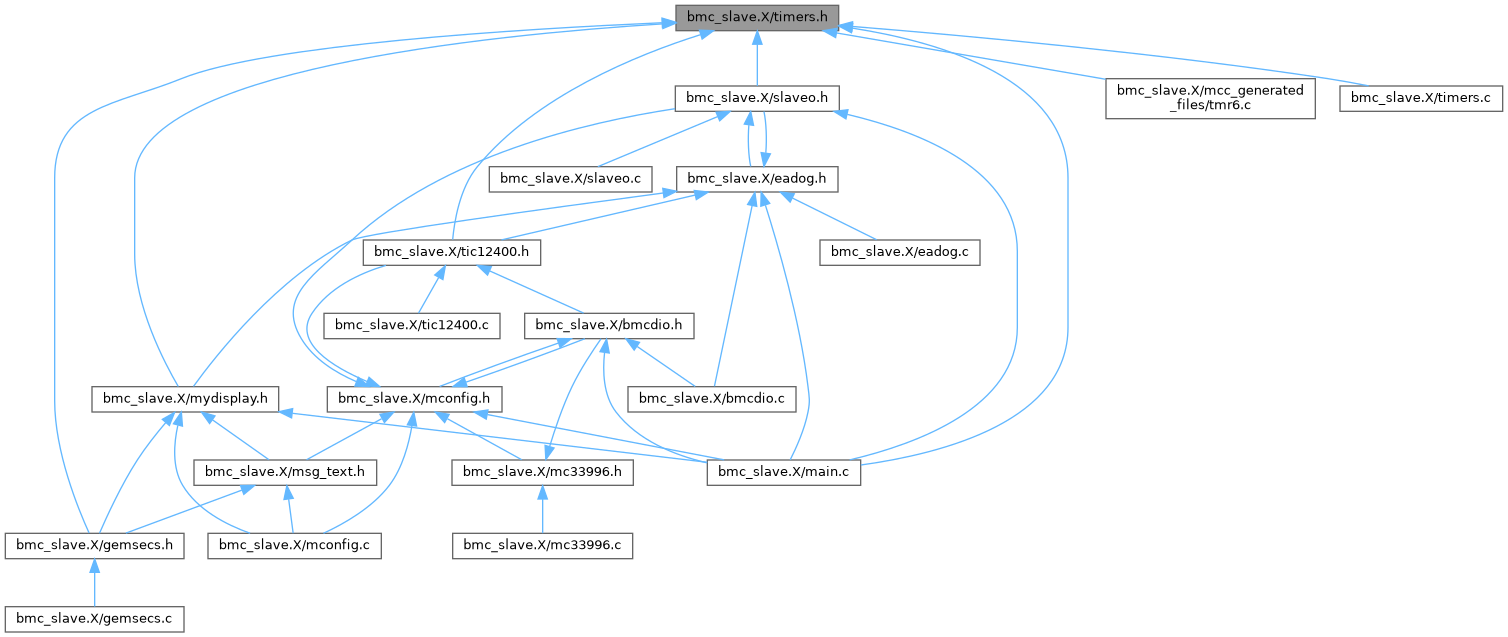 bmc_slave.X/timers.h
bmc_slave.X/slaveo.h
bmc_slave.X/mcc_generated
_files/tmr6.c
bmc_slave.X/timers.c
bmc_slave.X/slaveo.c
bmc_slave.X/eadog.h
bmc_slave.X/tic12400.h
bmc_slave.X/eadog.c
bmc_slave.X/tic12400.c
bmc_slave.X/bmcdio.h
bmc_slave.X/mydisplay.h
bmc_slave.X/mconfig.h
bmc_slave.X/bmcdio.c
bmc_slave.X/msg_text.h
bmc_slave.X/mc33996.h
bmc_slave.X/main.c
bmc_slave.X/gemsecs.h
bmc_slave.X/mconfig.c
bmc_slave.X/mc33996.c
bmc_slave.X/gemsecs.c